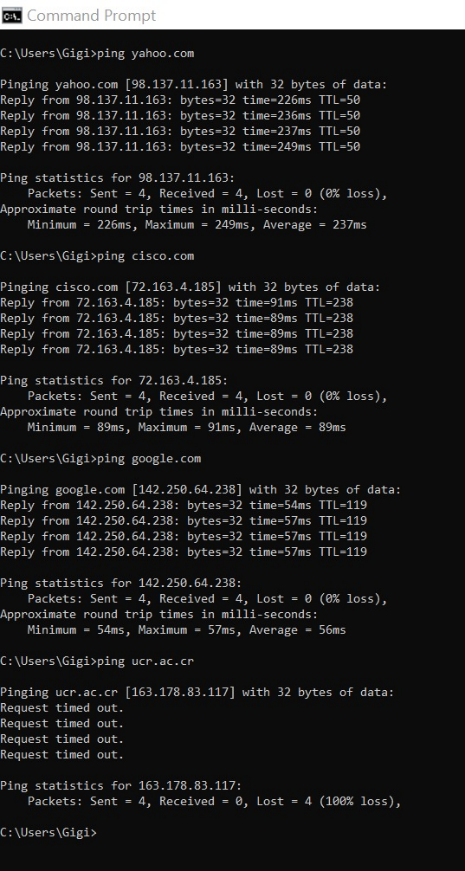 Command Prompt
C:\Users\Gigi>ping yahoo.com
Pinging yahoo.com [98.137.11.163] with 32 bytes of data:
Reply from 98.137.11.163: bytes=32 time=226ms TTL=50
Reply from 98.137.11.163: bytes=32 time=236ms TTL=50
Reply from 98.137.11.163: bytes=32 time=237ms TTL=50
Reply from 98.137.11.163: bytes=32 time=249ms TTL=50
Ping statistics for 98.137.11.163:
    Packets: Sent = 4, Received = 4, Lost = 0 (0% loss),
Approximate round trip times in milli-seconds:
    Minimum = 226ms, Maximum = 249ms, Average = 237ms
C:\Users\Gigi>ping cisco.com
Pinging cisco.com [72.163.4.185] with 32 bytes of data:
Reply from 72.163.4.185: bytes=32 time=91ms TTL=238
Reply from 72.163.4.185: bytes=32 time=89ms TTL=238
Reply from 72.163.4.185: bytes=32 time=89ms TTL=238
Reply from 72.163.4.185: bytes=32 time=89ms TTL=238
Ping statistics for 72.163.4.185:
    Packets: Sent = 4, Received = 4, Lost = 0 (0% loss),
Approximate round trip times in milli-seconds:
    Minimum = 89ms, Maximum = 91ms, Average = 89ms
C:\Users\Gigi>ping google.com
Pinging google.com [142.250.64.238] with 32 bytes of data:
Reply from 142.250.64.238: bytes=32 time=54ms TTL=119
Reply from 142.250.64.238: bytes=32 time=57ms TTL=119
Reply from 142.250.64.238: bytes=32 time=57ms TTL=119
Reply from 142.250.64.238: bytes=32 time=57ms TTL=119
Ping statistics for 142.250.64.238:
    Packets: Sent = 4, Received = 4, Lost = 0 (0% loss),
Approximate round trip times in milli-seconds:
    Minimum = 54ms, Maximum = 57ms, Average = 56ms
C:\Users\Gigi>ping ucr.ac.cr
Pinging ucr.ac.cr [163.178.83.117] with 32 bytes of data:
Request timed out.
Request timed out.
Request timed out.
Request timed out.
Ping statistics for 163.178.83.117:
    Packets: Sent = 4, Received = 0, Lost = 4 (100% loss),
C:\Users\Gigi>